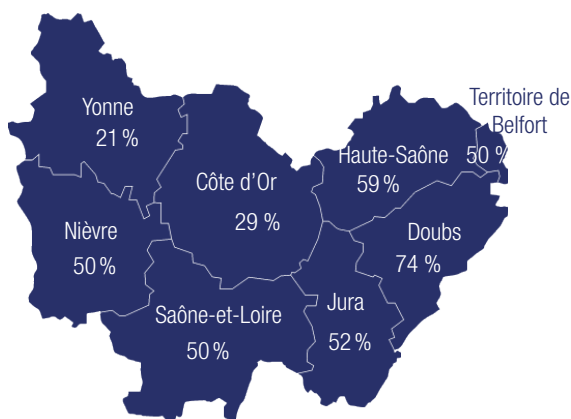 Yonne
21 %
Côte d’Or
29 %
Haute-Saône
59 %
Territoire de
Belfort
50 %
Nièvre
50 %
Doubs
74 %
Saône-et-Loire
50 %
Jura
52 %